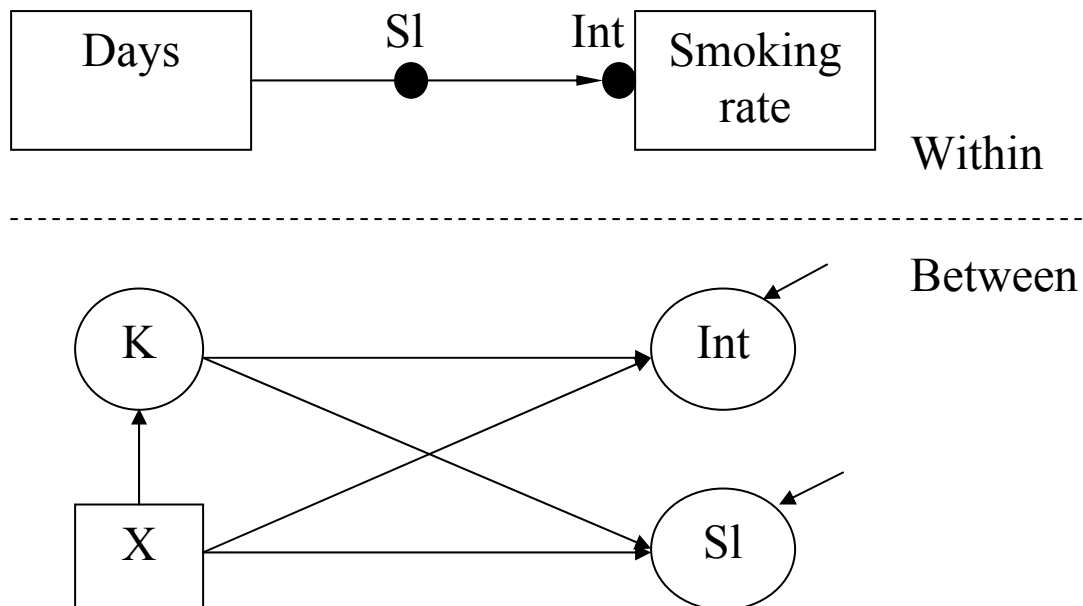 Days
Sl
Int
Smoking
rate
Within
Between
K
Int
X
Sl